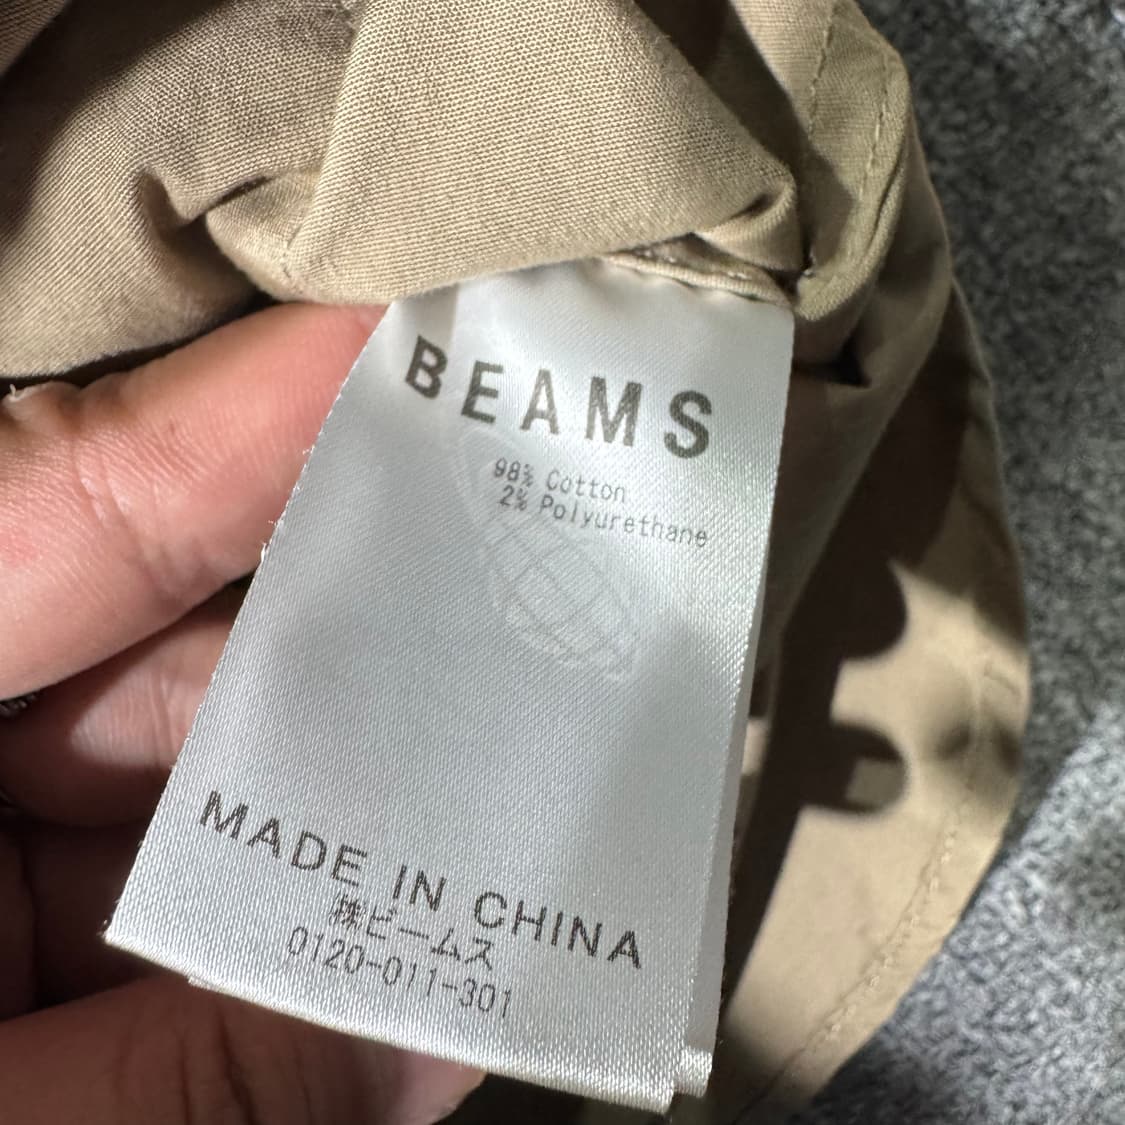 BEAMS
98% Cotton
2% Polyurethane
MADE IN CHINA
㈱ビームス
0120-011-301